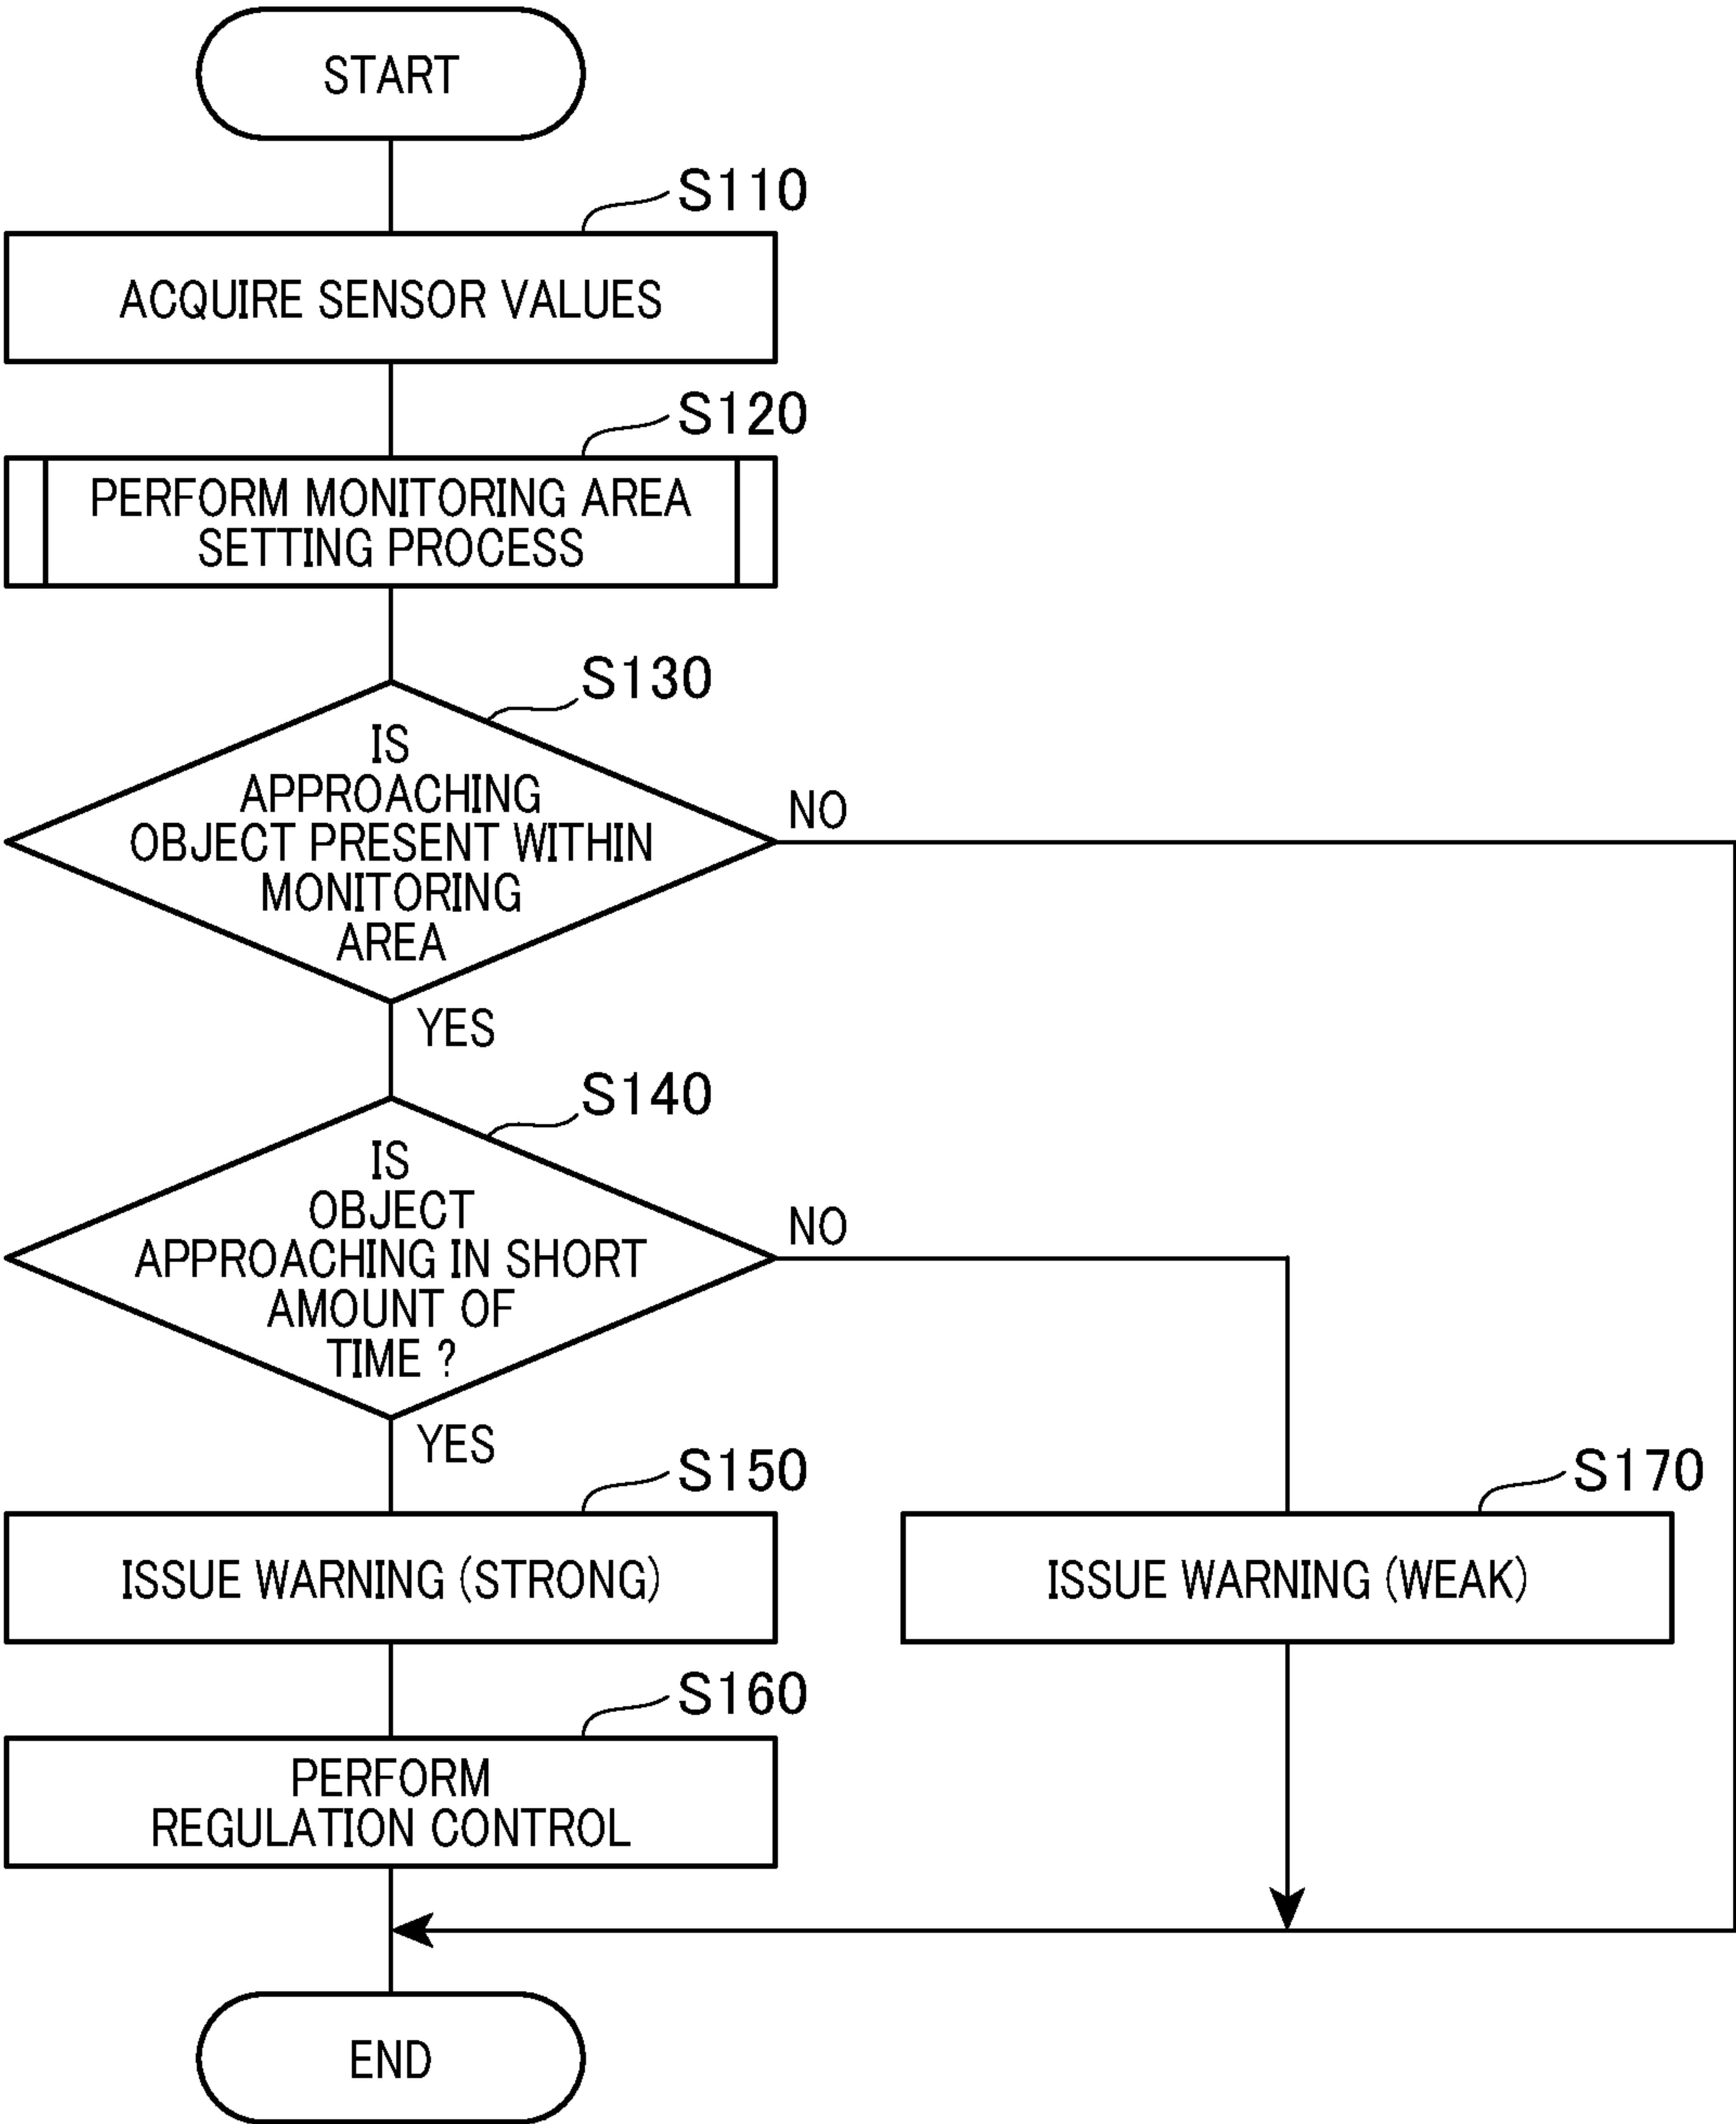 START
S110
ACQUIRE SENSOR VALUES
S120
PERFORM MONITORING AREA
SETTING PROCESS
S130
IS
APPROACHING
OBJECT PRESENT WITHIN
MONITORING
AREA
NO
YES
S140
IS
OBJECT
APPROACHING IN SHORT
AMOUNT OF
TIME ?
NO
YES
S150
ISSUE WARNING (STRONG)
S170
ISSUE WARNING (WEAK)
S160
PERFORM
REGULATION CONTROL
END